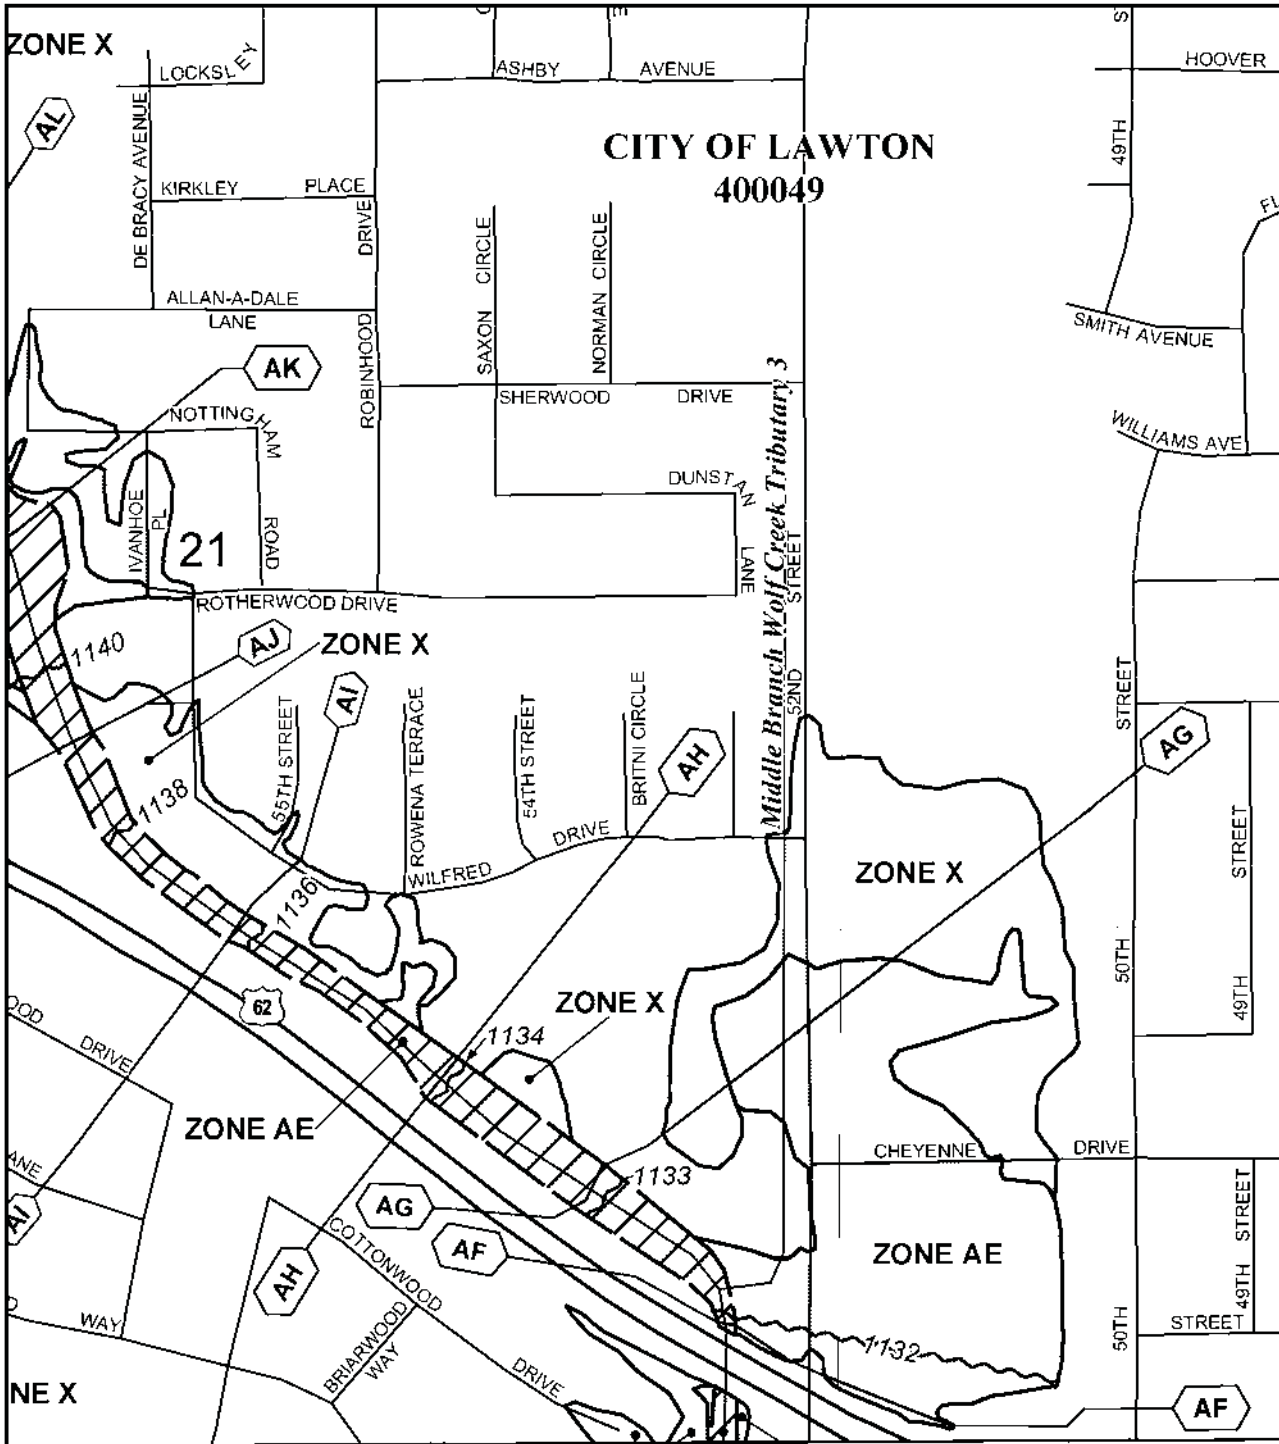 ZONE X
LOCKSLEY
ASHBY AVENUE
HOOVER
AL
DE BRACY AVENUE
CITY OF LAWTON
400049
49TH
KIRKLEY PLACE
DRIVE
SAXON CIRCLE
NORMAN CIRCLE
FL
ALLAN-A-DALE
LANE
ROBINHOOD
SMITH AVENUE
AK
SHERWOOD DRIVE
Middle Branch Wolf Creek Tributary 3
NOTTINGHAM
ROAD
WILLIAMS AVE
DUNSTAN
LANE
IVANHOE
PL
21
STREET
52ND
ROTHERWOOD DRIVE
AJ
ZONE X
1140
AI
STREET
55TH STREET
ROWENA TERRACE
54TH STREET
BRITNI CIRCLE
AH
AG
1138
WILFRED DRIVE
STREET
ZONE X
1136
50TH
49TH
62
OOD
DRIVE
ZONE X
1134
ZONE AE
CHEYENNE DRIVE
ANE
1133
AI
AG
AF
COTTONWOOD
DRIVE
ZONE AE
49TH STREET
AH
WAY
BRIARWOOD
WAY
1132
50TH
STREET
NE X
AF